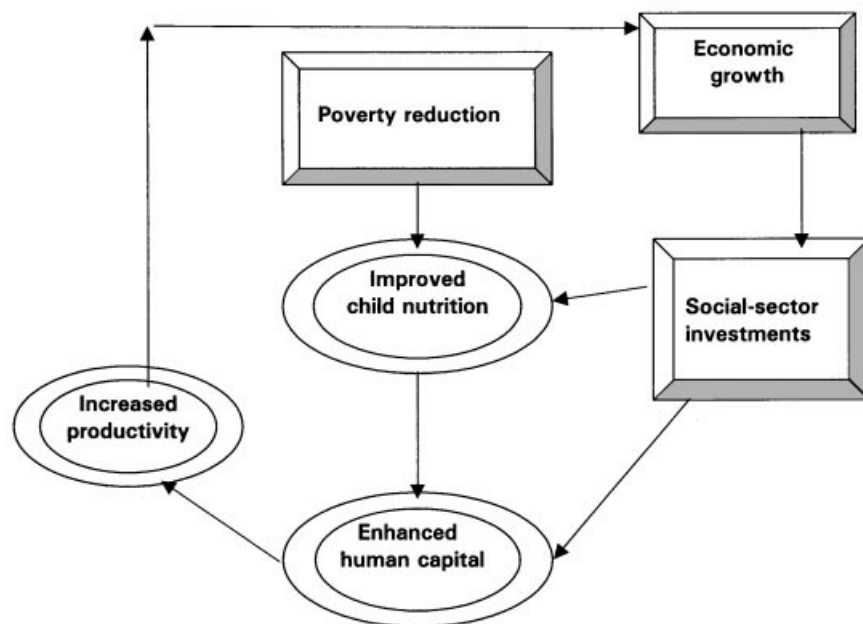 Economic
growth
Poverty reduction
Improved
child nutrition
Social-sector
investments
Increased
productivity
Enhanced
human capital